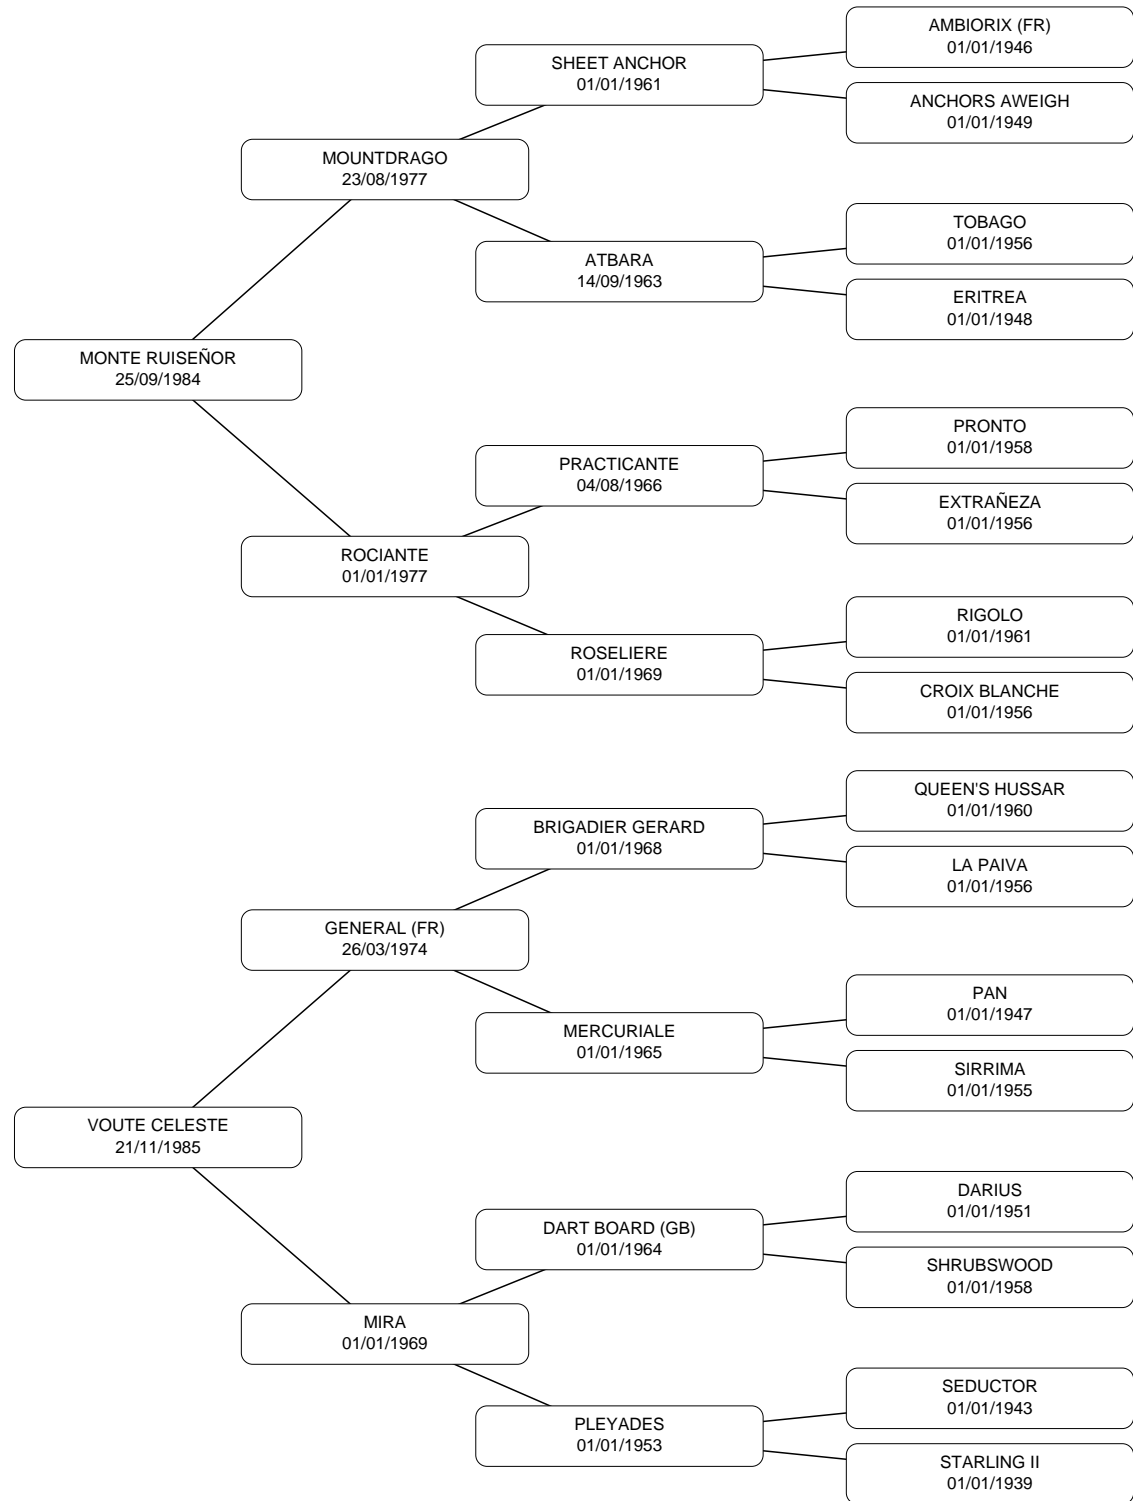 AMBIORIX (FR)
01/01/1946
SHEET ANCHOR
01/01/1961
ANCHORS AWEIGH
01/01/1949
MOUNTDRAGO
23/08/1977
TOBAGO
01/01/1956
ATBARA
14/09/1963
ERITREA
01/01/1948
MONTE RUISEÑOR
25/09/1984
PRONTO
01/01/1958
PRACTICANTE
04/08/1966
EXTRAÑEZA
01/01/1956
ROCIANTE
01/01/1977
RIGOLO
01/01/1961
ROSELIERE
01/01/1969
CROIX BLANCHE
01/01/1956
QUEEN'S HUSSAR
01/01/1960
BRIGADIER GERARD
01/01/1968
LA PAIVA
01/01/1956
GENERAL (FR)
26/03/1974
PAN
01/01/1947
MERCURIALE
01/01/1965
SIRRIMA
01/01/1955
VOUTE CELESTE
21/11/1985
DARIUS
01/01/1951
DART BOARD (GB)
01/01/1964
SHRUBSWOOD
01/01/1958
MIRA
01/01/1969
SEDUCTOR
01/01/1943
PLEYADES
01/01/1953
STARLING II
01/01/1939